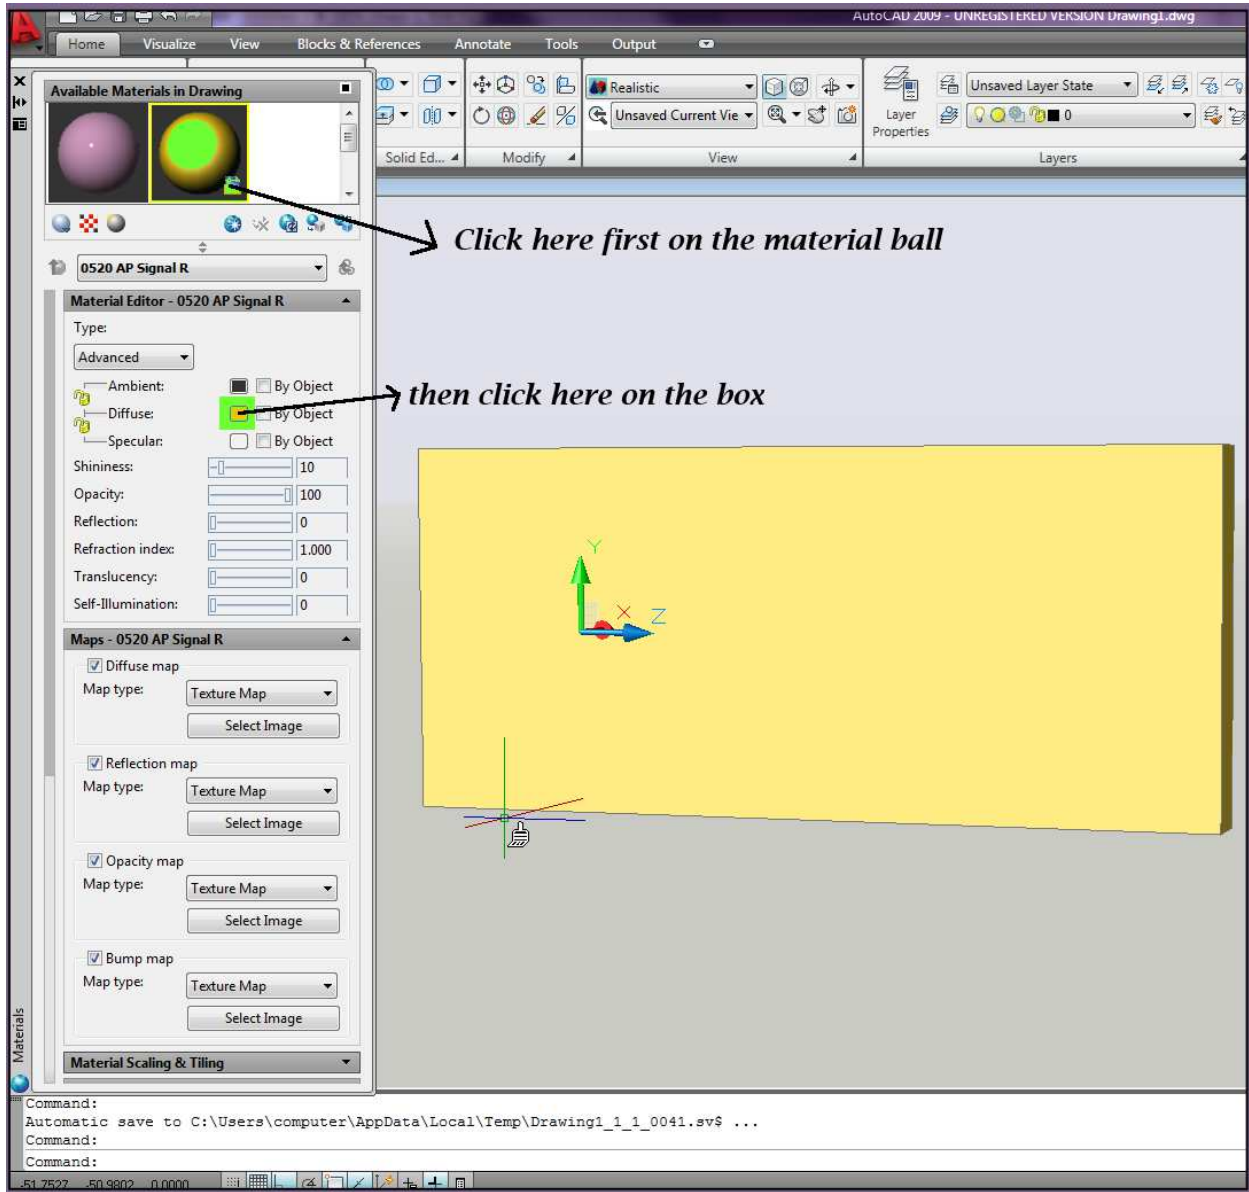 AutoCAD 2009 - UNREGISTERED VERSION Drawing1.dwg
Home Visualize View Blocks & References Annotate Tools Output
Available Materials in Drawing
Realistic
Unsaved Current Vie
Layer Properties
Unsaved Layer State
0
Solid Ed... Modify View Layers
Click here first on the material ball
0520 AP Signal R
Material Editor - 0520 AP Signal R
Type:
Advanced
Ambient: By Object
Diffuse: By Object
then click here on the box
Specular: By Object
Shininess: 10
Opacity: 100
Reflection: 0
Refraction index: 1.000
Translucency: 0
Self-Illumination: 0
Y
X
Z
Maps - 0520 AP Signal R
Diffuse map
Map type: Texture Map
Select Image
Reflection map
Map type: Texture Map
Select Image
Opacity map
Map type: Texture Map
Select Image
Bump map
Map type: Texture Map
Select Image
Material Scaling & Tiling
Materials
Command:
Automatic save to C:\Users\computer\AppData\Local\Temp\Drawing1_1_1_0041.sv$ ...
Command:
Command:
-51.7527 -50.9802 0.0000